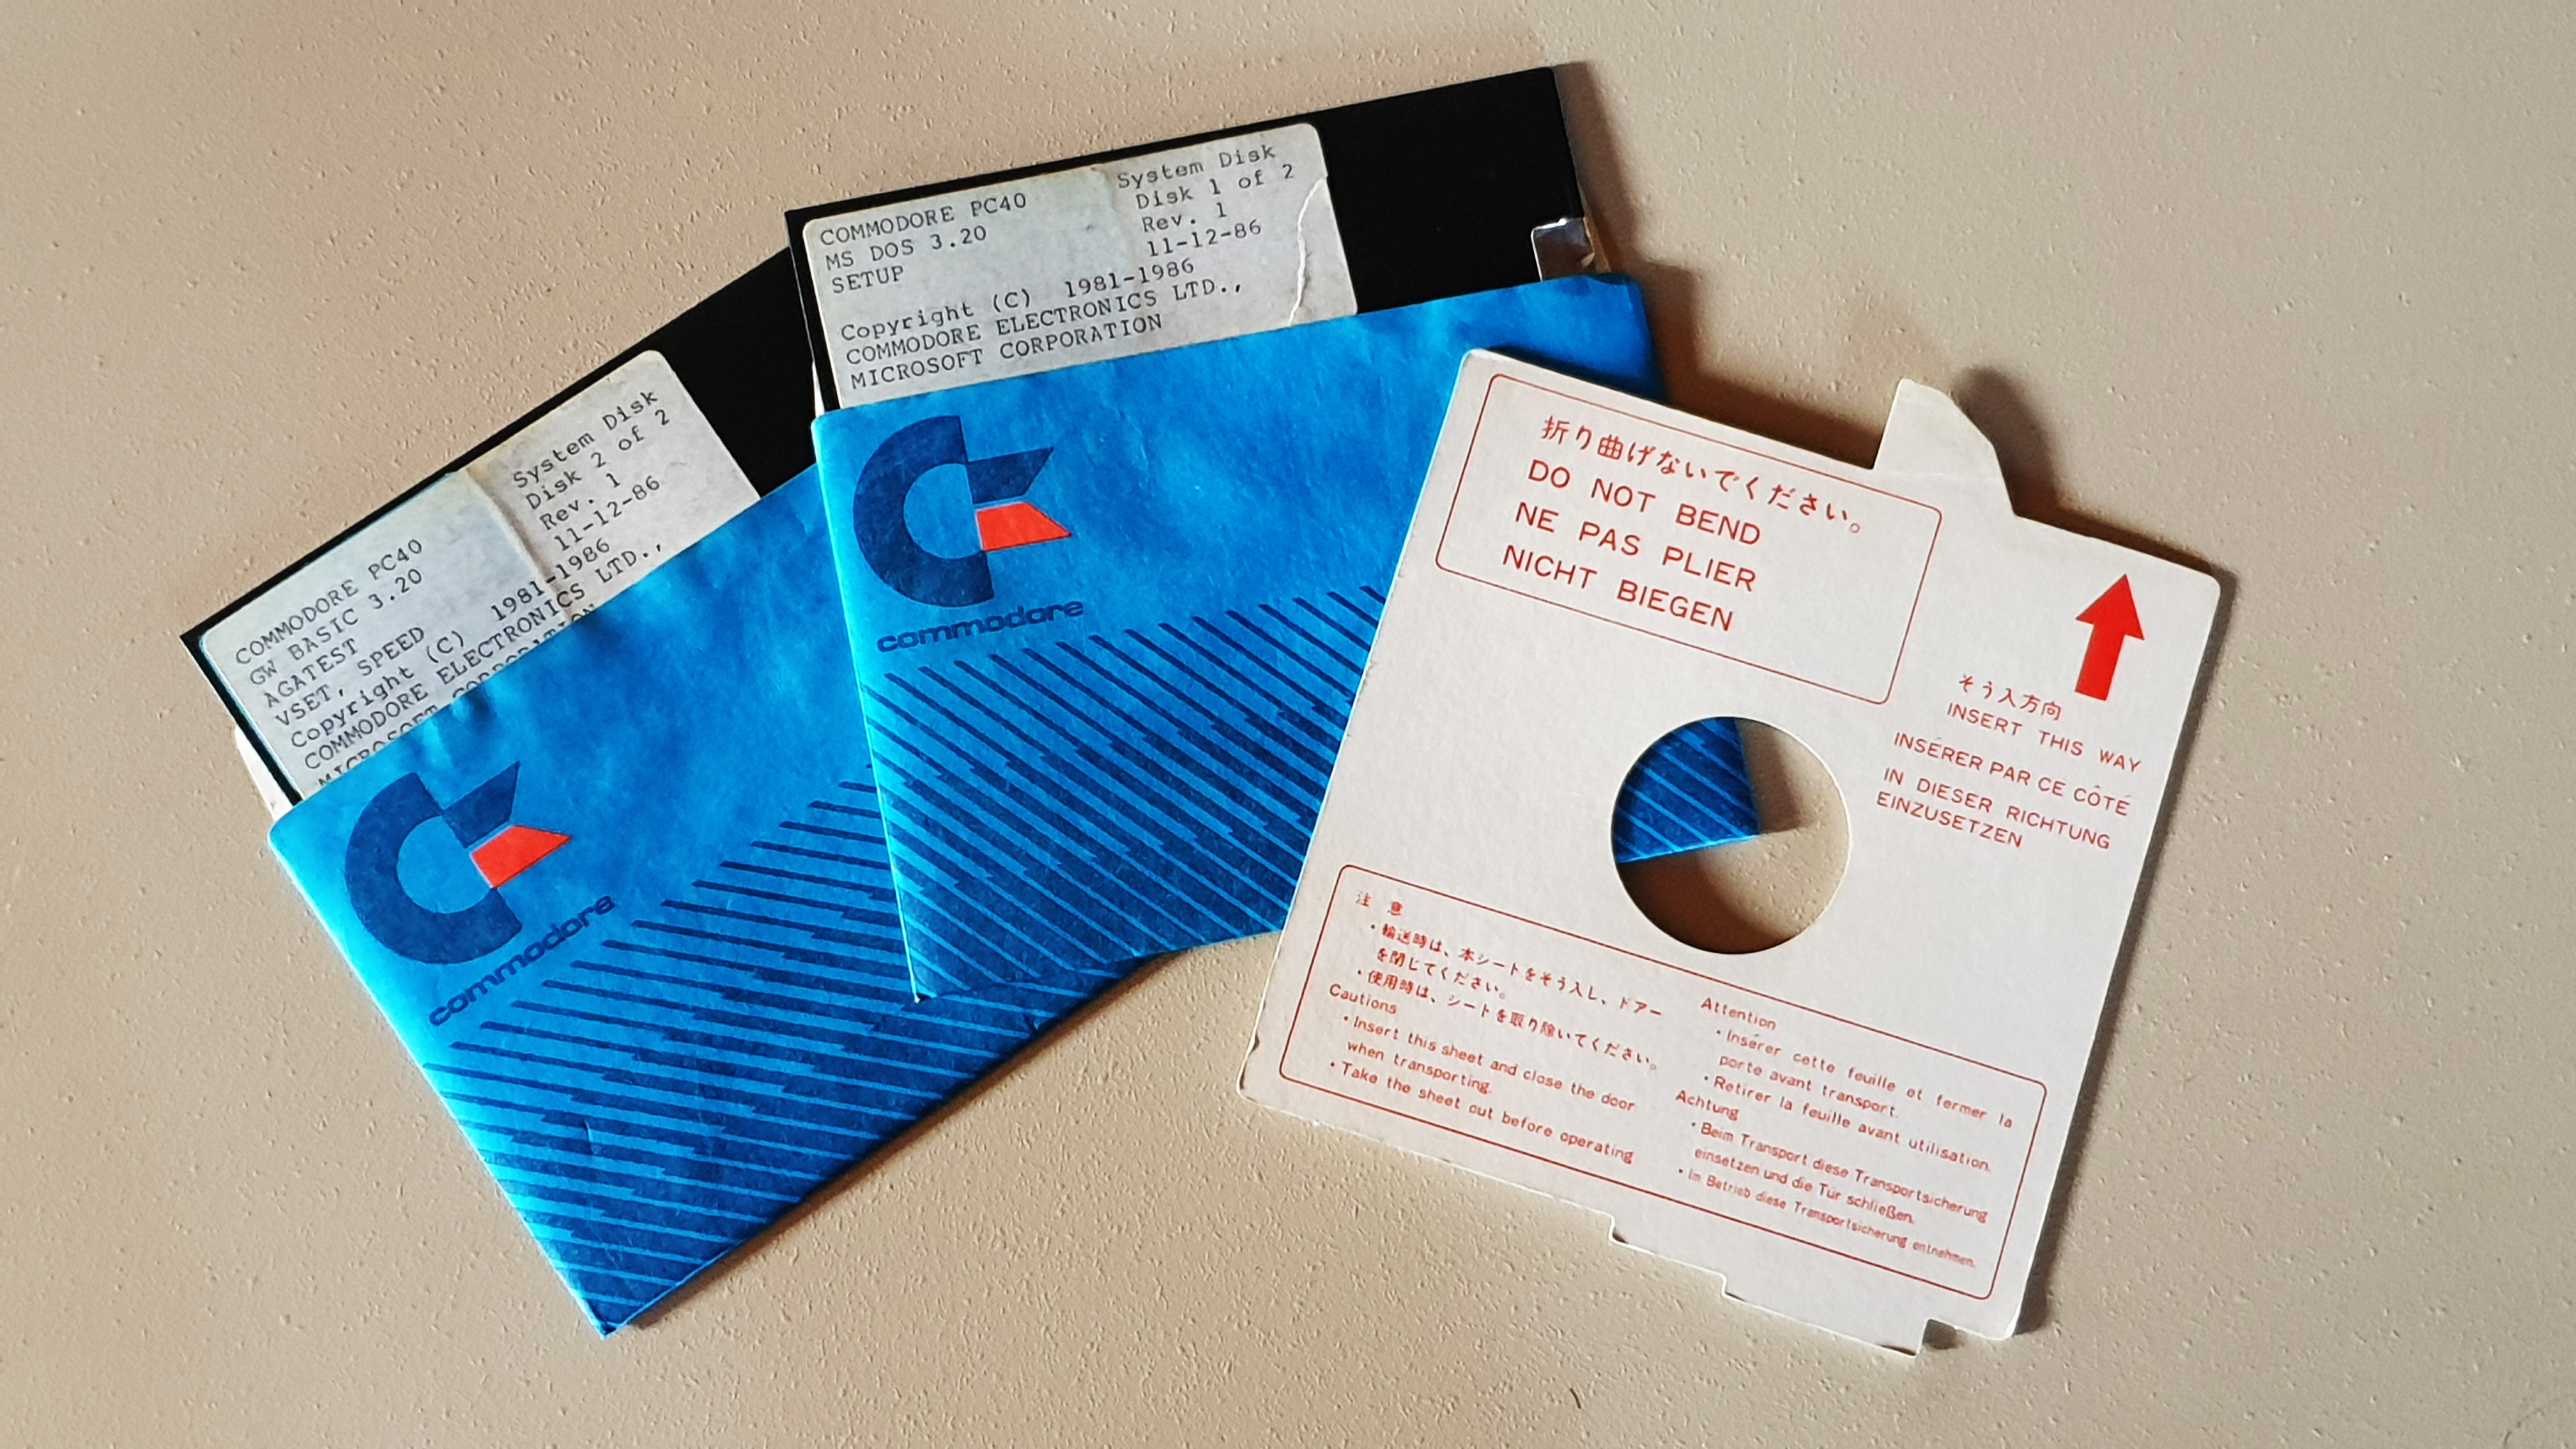 COMMODORE PC40
MS DOS 3.20
SETUP
System Disk
Disk 1 of 2
Rev. 1
11-12-86
Copyright (C) 1981-1986
COMMODORE ELECTRONICS LTD.,
MICROSOFT CORPORATION
commodore
COMMODORE PC40
GW BASIC 3.20
AGATEST
VSET, SPEED
System Disk
Disk 2 of 2
Rev. 1
11-12-86
Copyright (C) 1981-1986
COMMODORE ELECTRONICS LTD.,
MICROSOFT CORPORATION
commodore
折り曲げないでください。
DO NOT BEND
NE PAS PLIER
NICHT BIEGEN
そう入方向
INSERT THIS WAY
INSÉRER PAR CE CÔTÉ
IN DIESER RICHTUNG
EINZUSETZEN
注 意
・輸送時は、本シートをそう入し、ドアー
を閉じてください。
・使用時は、シートを取り除いてください。
Cautions
・Insert this sheet and close the door
when transporting.
・Take the sheet out before operating
Attention
・Insérer cette feuille et fermer la
porte avant transport.
・Retirer la feuille avant utilisation.
Achtung
・Beim Transport diese Transportsicherung
einsetzen und die Tür schließen.
・Im Betrieb diese Transportsicherung entnehmen.